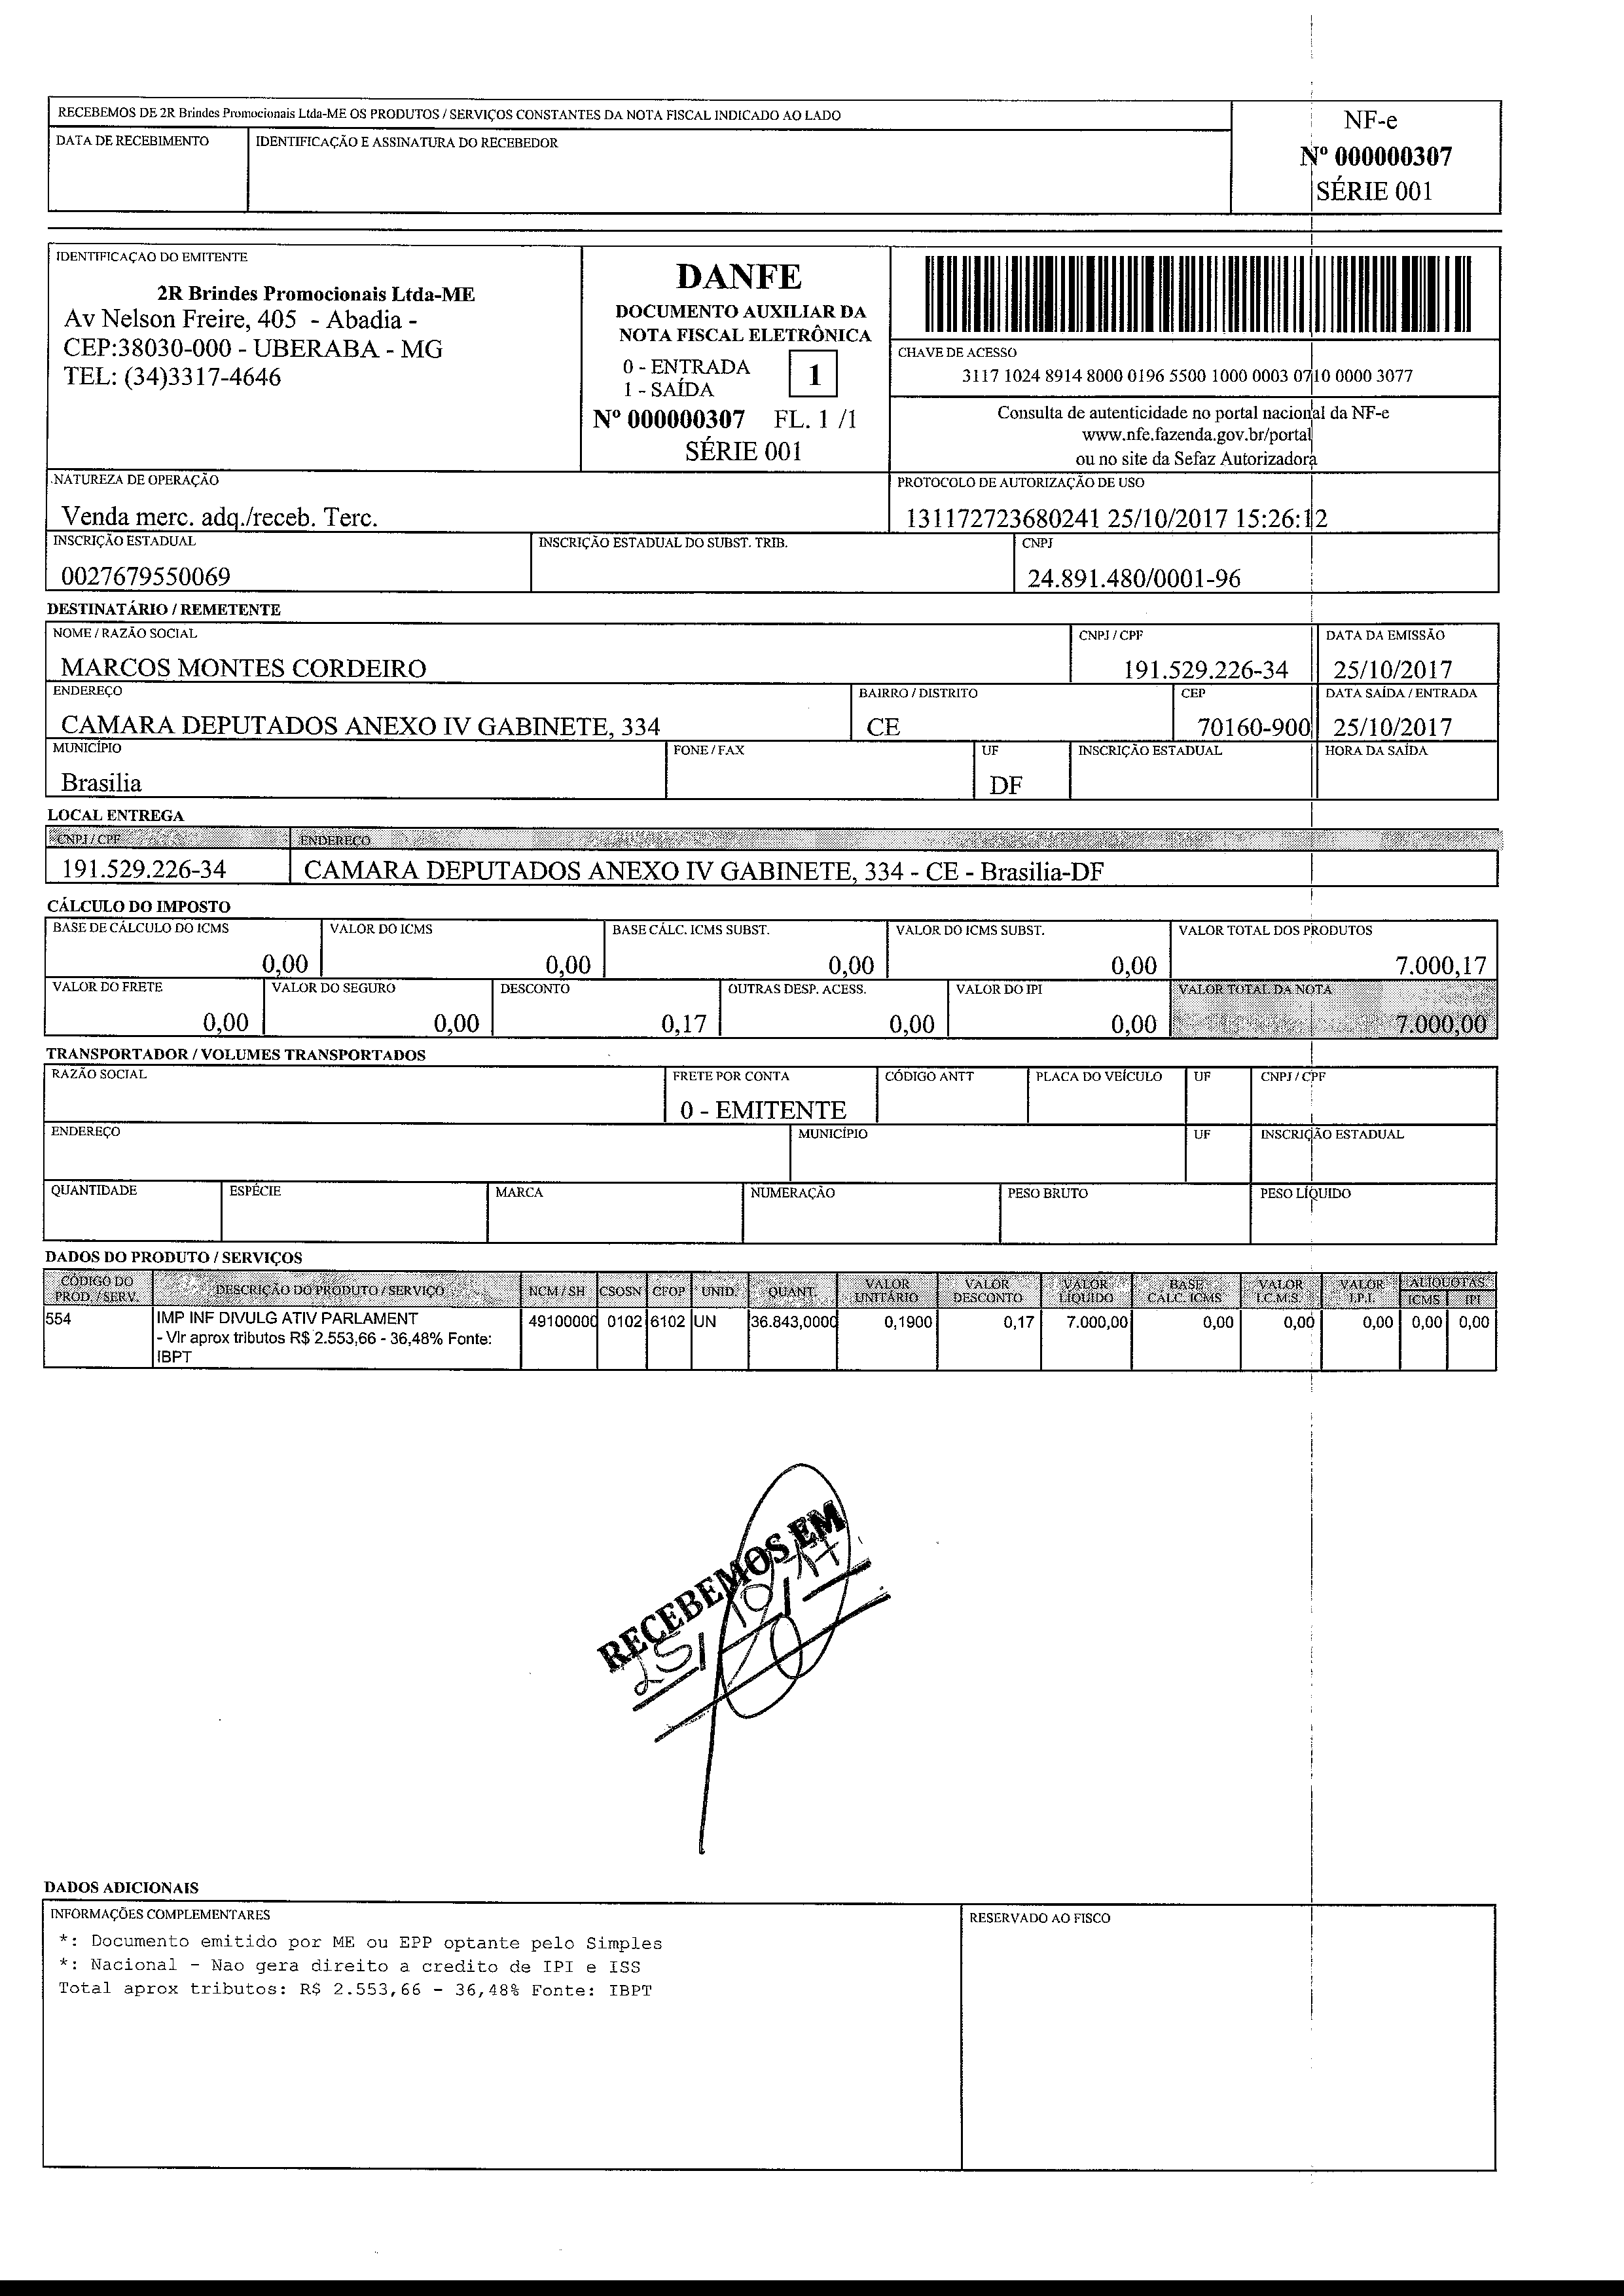 RECEBEMOS DE 2R Brindes Promocionais Ltda-ME OS PRODUTOS / SERVIÇOS CONSTANTES DA NOTA FISCAL INDICADO AO LADO
DATA DE RECEBIMENTO IDENTIFICAÇÃO E ASSINATURA DO RECEBEDOR
NF-e
Nº 000000307
SÉRIE 001
IDENTIFICAÇÃO DO EMITENTE
2R Brindes Promocionais Ltda-ME
Av Nelson Freire, 405 - Abadia -
CEP:38030-000 - UBERABA - MG
TEL: (34)3317-4646
DANFE
DOCUMENTO AUXILIAR DA
NOTA FISCAL ELETRÔNICA
0 - ENTRADA
1 - SAÍDA
1
Nº 000000307 FL. 1 /1
SÉRIE 001
CHAVE DE ACESSO
3117 1024 8914 8000 0196 5500 1000 0003 0710 0000 3077
Consulta de autenticidade no portal nacional da NF-e
www.nfe.fazenda.gov.br/portal
ou no site da Sefaz Autorizadora
NATUREZA DE OPERAÇÃO PROTOCOLO DE AUTORIZAÇÃO DE USO
Venda merc. adq./receb. Terc. 131172723680241 25/10/2017 15:26:12
INSCRIÇÃO ESTADUAL INSCRIÇÃO ESTADUAL DO SUBST. TRIB. CNPJ
0027679550069 24.891.480/0001-96
DESTINATÁRIO / REMETENTE
NOME / RAZÃO SOCIAL CNPJ / CPF DATA DA EMISSÃO
MARCOS MONTES CORDEIRO 191.529.226-34 25/10/2017
ENDEREÇO BAIRRO / DISTRITO CEP DATA SAÍDA / ENTRADA
CAMARA DEPUTADOS ANEXO IV GABINETE, 334 CE 70160-900 25/10/2017
MUNICÍPIO FONE / FAX UF INSCRIÇÃO ESTADUAL HORA DA SAÍDA
Brasilia DF
LOCAL ENTREGA
CNPJ / CPF ENDEREÇO
191.529.226-34 CAMARA DEPUTADOS ANEXO IV GABINETE, 334 - CE - Brasilia-DF
CÁLCULO DO IMPOSTO
BASE DE CÁLCULO DO ICMS VALOR DO ICMS BASE CÁLC. ICMS SUBST. VALOR DO ICMS SUBST. VALOR TOTAL DOS PRODUTOS
0,00 0,00 0,00 0,00 7.000,17
VALOR DO FRETE VALOR DO SEGURO DESCONTO OUTRAS DESP. ACESS. VALOR DO IPI VALOR TOTAL DA NOTA
0,00 0,00 0,17 0,00 0,00 7.000,00
TRANSPORTADOR / VOLUMES TRANSPORTADOS
RAZÃO SOCIAL FRETE POR CONTA CÓDIGO ANTT PLACA DO VEÍCULO UF CNPJ / CPF
0 - EMITENTE
ENDEREÇO MUNICÍPIO UF INSCRIÇÃO ESTADUAL
QUANTIDADE ESPÉCIE MARCA NUMERAÇÃO PESO BRUTO PESO LÍQUIDO
DADOS DO PRODUTO / SERVIÇOS
CÓDIGO DO PROD. / SERV. DESCRIÇÃO DO PRODUTO / SERVIÇO NCM / SH CSOSN CFOP UNID. QUANT. VALOR UNITÁRIO VALOR DESCONTO VALOR LÍQUIDO BASE CÁLC. ICMS VALOR I.C.M.S. VALOR I.P.I. ALIQUOTAS ICMS IPI
554 IMP INF DIVULG ATIV PARLAMENT 49100000 0102 6102 UN 36.843,0000 0,1900 0,17 7.000,00 0,00 0,00 0,00 0,00 0,00
- Vlr aprox tributos R$ 2.553,66 - 36,48% Fonte:
IBPT
RECEBEMOS EM
25/10/17
DADOS ADICIONAIS
INFORMAÇÕES COMPLEMENTARES RESERVADO AO FISCO
*: Documento emitido por ME ou EPP optante pelo Simples
*: Nacional - Nao gera direito a credito de IPI e ISS
Total aprox tributos: R$ 2.553,66 - 36,48% Fonte: IBPT